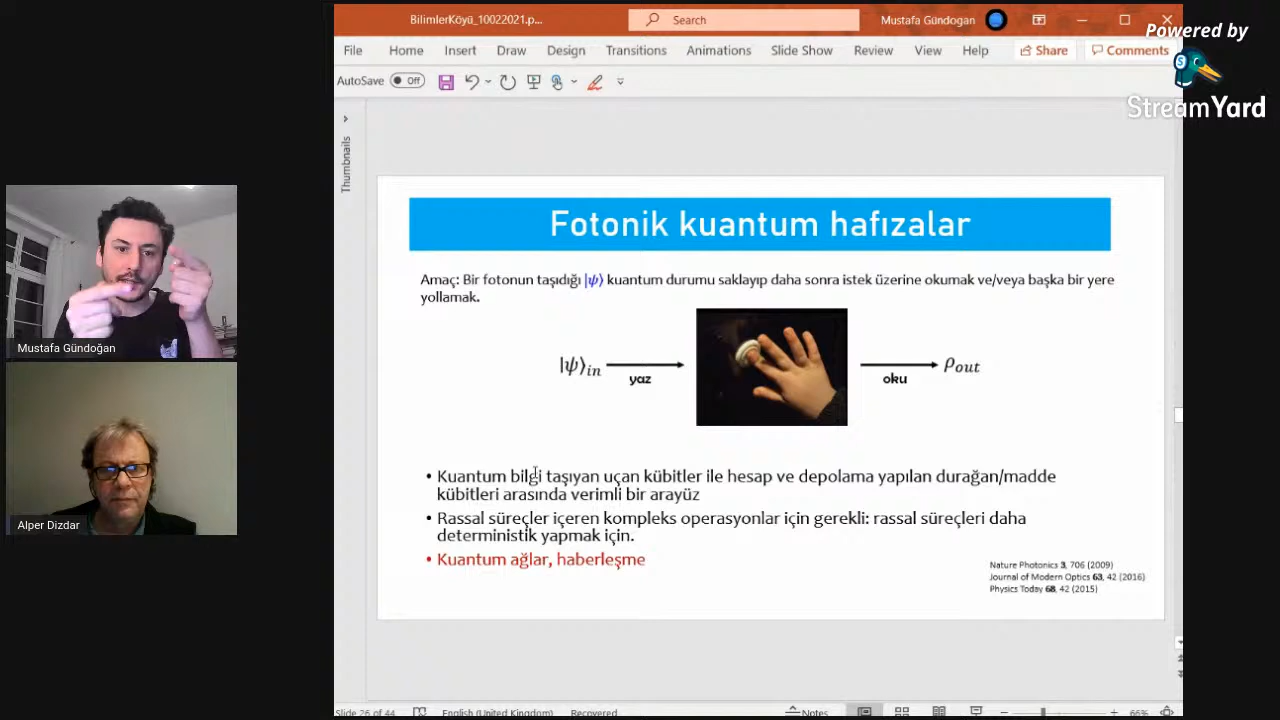 BilimlerKöyü_10022021.p...
Search
Mustafa Gündogan
Powered by
StreamYard
File Home Insert Draw Design Transitions Animations Slide Show Review View Help Share Comments
AutoSave Off
Thumbnails
Fotonik kuantum hafızalar
Amaç: Bir fotonun taşıdığı |ψ⟩ kuantum durumu saklayıp daha sonra istek üzerine okumak ve/veya başka bir yere
yollamak.
|ψ⟩in yaz oku ρout
• Kuantum bilgi taşıyan uçan kübitler ile hesap ve depolama yapılan durağan/madde
kübitleri arasında verimli bir arayüz
• Rassal süreçler içeren kompleks operasyonlar için gerekli: rassal süreçleri daha
deterministik yapmak için.
• Kuantum ağlar, haberleşme
Nature Photonics 3, 706 (2009)
Journal of Modern Optics 63, 42 (2016)
Physics Today 68, 42 (2015)
Mustafa Gündoğan
Alper Dizdar
Slide 26 of 44 English (United Kingdom) Recovered Notes 66%